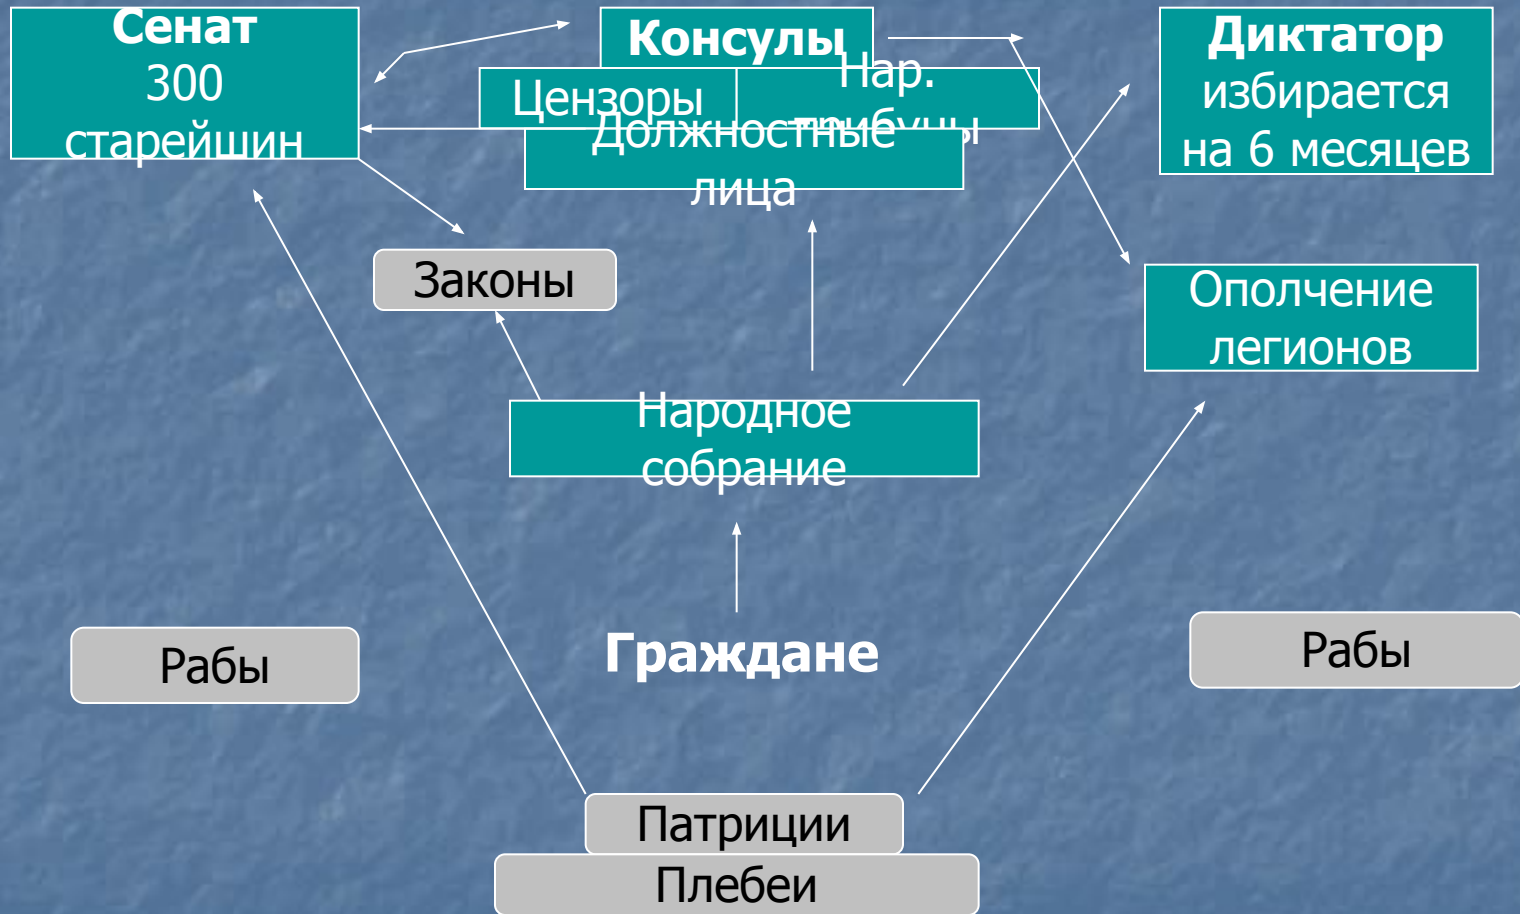 Сенат
300
старейшин
Консулы
Цензоры
Нар.
трибуны
Должностные
лица
Диктатор
избирается
на 6 месяцев
Законы
Ополчение
легионов
Народное
собрание
Рабы
Граждане
Рабы
Патриции
Плебеи